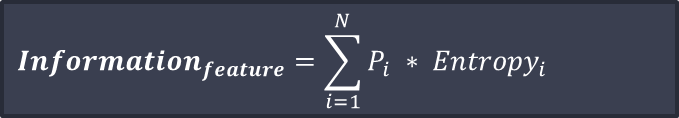 Information_feature = ∑_{i=1}^{N} P_i * Entropy_i